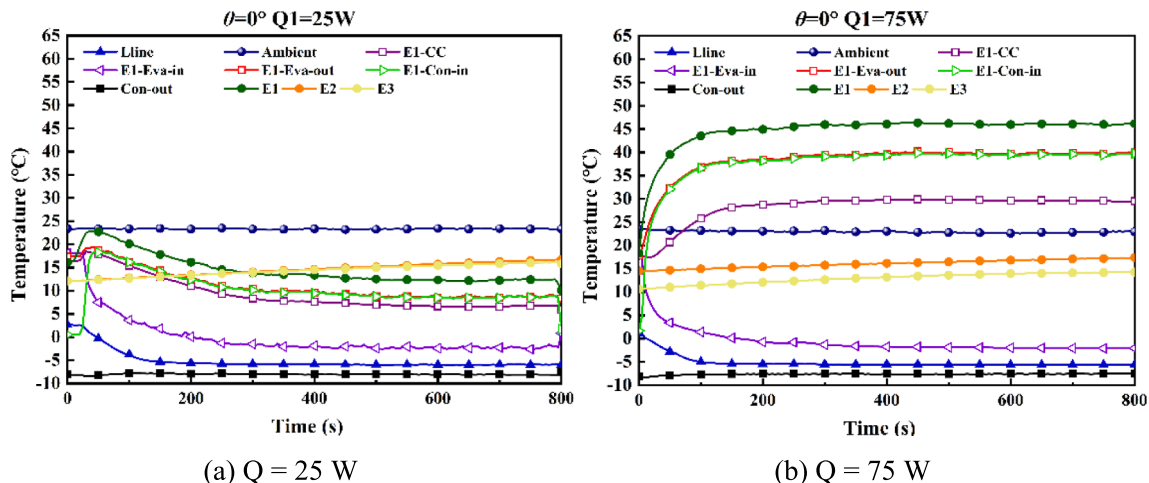 θ=0° Q1=25W
Lline Ambient E1-CC
E1-Eva-in E1-Eva-out E1-Con-in
Con-out E1 E2 E3
Temperature (°C)
65
60
55
50
45
40
35
30
25
20
15
10
5
0
-5
-10
0 200 400 600 800
Time (s)
(a) Q = 25 W
θ=0° Q1=75W
Lline Ambient E1-CC
E1-Eva-in E1-Eva-out E1-Con-in
Con-out E1 E2 E3
Temperature (°C)
65
60
55
50
45
40
35
30
25
20
15
10
5
0
-5
-10
0 200 400 600 800
Time (s)
(b) Q = 75 W